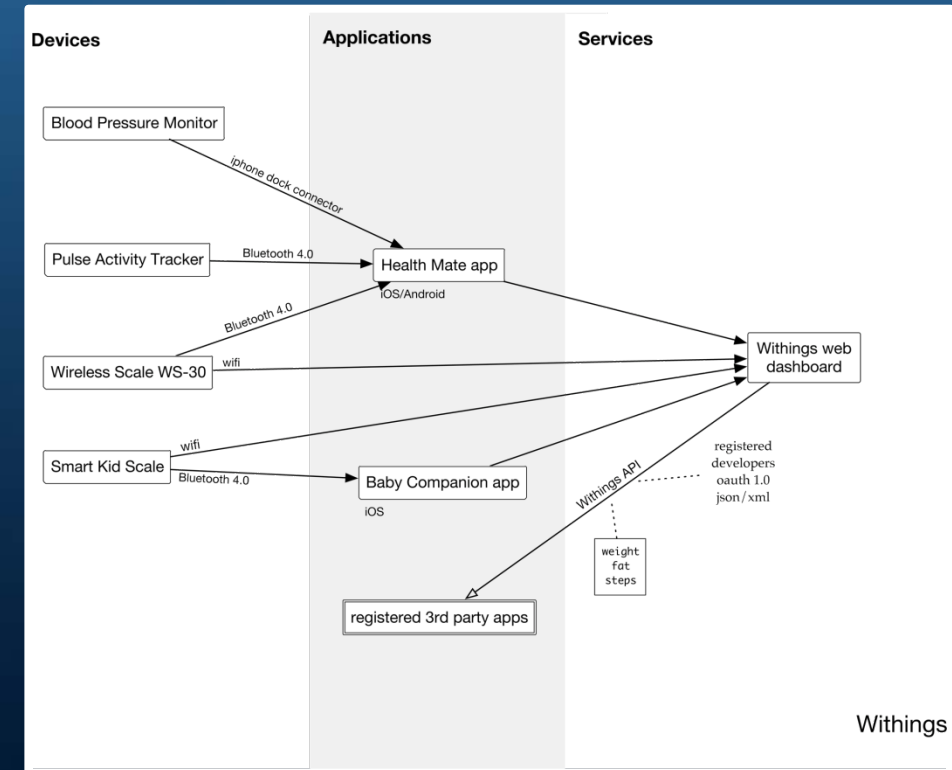 Devices
Applications
Services
Blood Pressure Monitor
iphone dock connector
Pulse Activity Tracker
Bluetooth 4.0
Health Mate app
iOS/Android
Bluetooth 4.0
Wireless Scale WS-30
wifi
Withings web
dashboard
Smart Kid Scale
wifi
Bluetooth 4.0
Baby Companion app
iOS
Withings API
registered
developers
oauth 1.0
json/xml
weight
fat
steps
registered 3rd party apps
Withings